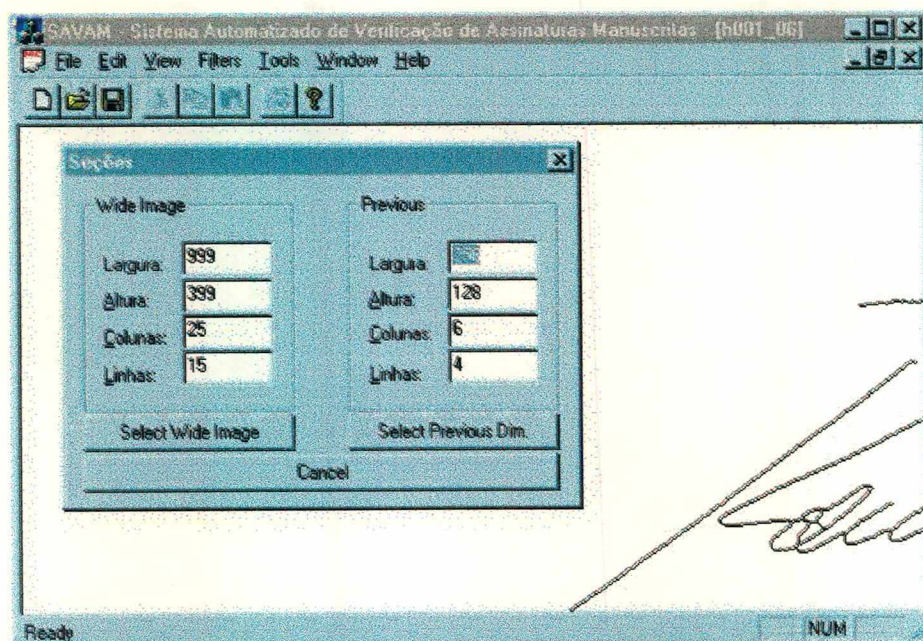 SAVAM - Sistema Automatizado de Verificação de Assinaturas Manuscritas [h001_06]
File Edit View Filters Tools Window Help
Seções
Wide Image
Largura: 999
Altura: 399
Colunas: 25
Linhas: 15
Select Wide Image
Previous
Largura:
Altura: 128
Colunas: 6
Linhas: 4
Select Previous Dim.
Cancel
Ready NUM